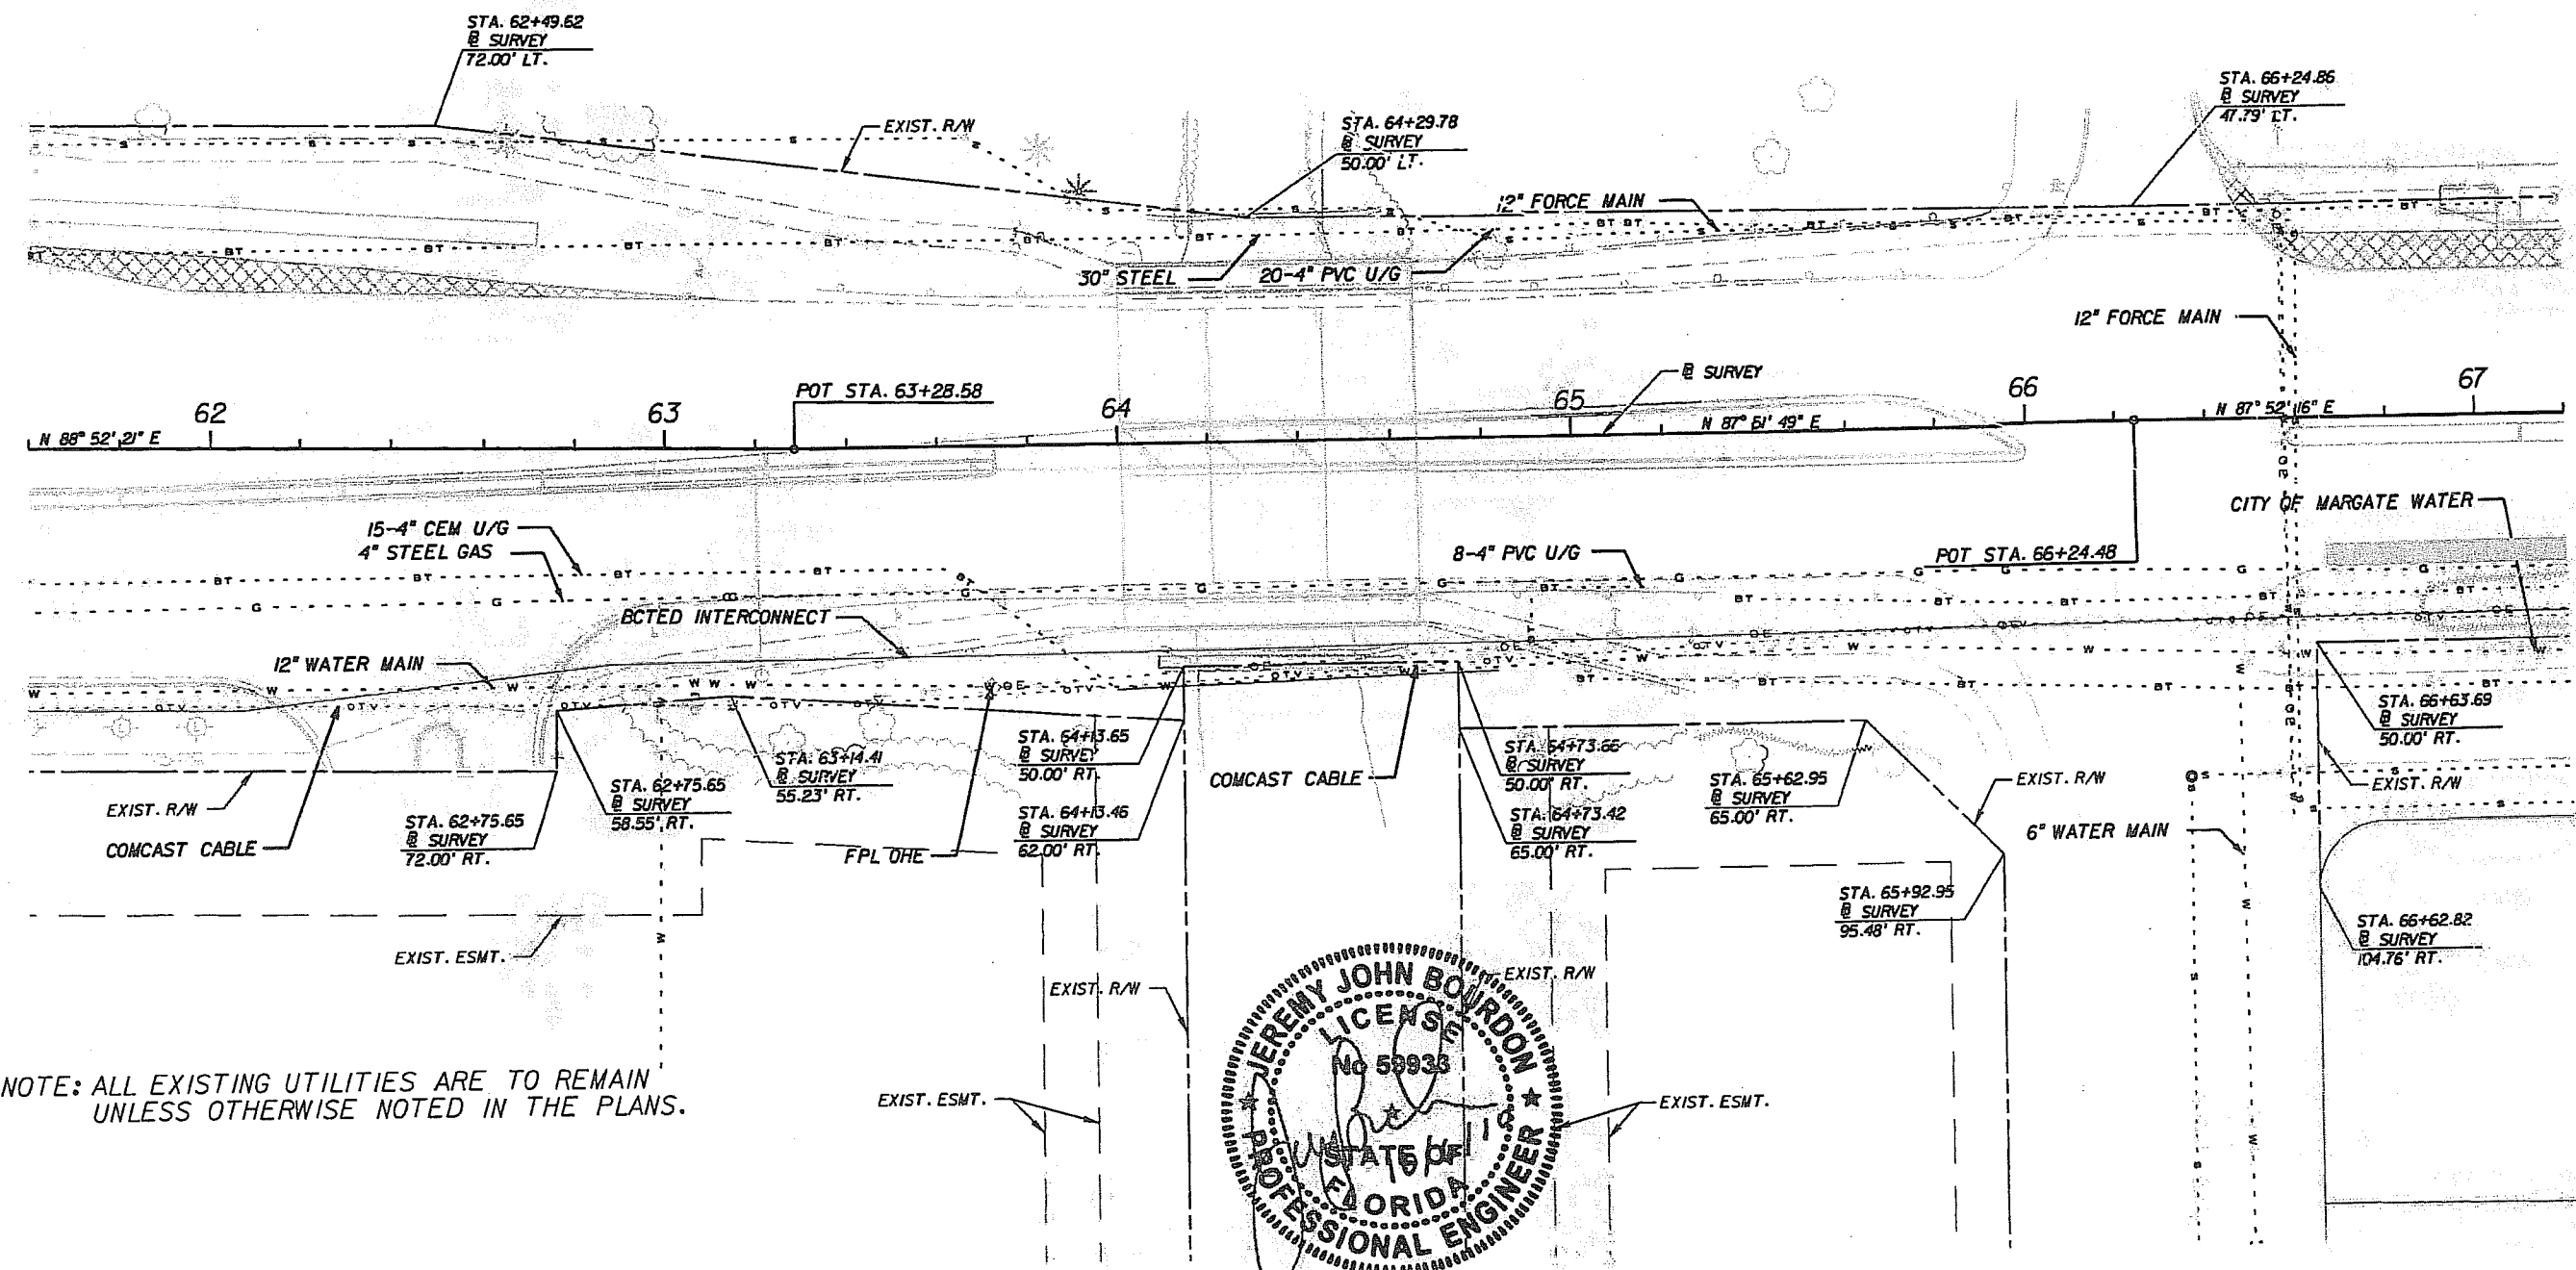 STA. 62+49.62
℄ SURVEY
72.00' LT.
EXIST. R/W
STA. 64+29.78
℄ SURVEY
50.00' LT.
STA. 66+24.86
℄ SURVEY
47.79' LT.
12" FORCE MAIN
30" STEEL
20-4" PVC U/G
12" FORCE MAIN
℄ SURVEY
POT STA. 63+28.58
62
63
64
65
66
67
N 88° 52' 21" E
N 87° 51' 49" E
N 87° 52' 16" E
15-4" CEM U/G
4" STEEL GAS
8-4" PVC U/G
POT STA. 66+24.48
CITY OF MARGATE WATER
BCTED INTERCONNECT
12" WATER MAIN
STA. 66+63.69
℄ SURVEY
50.00' RT.
EXIST. R/W
COMCAST CABLE
STA. 62+75.65
℄ SURVEY
72.00' RT.
STA. 62+75.65
℄ SURVEY
58.55' RT.
STA. 63+14.41
℄ SURVEY
55.23' RT.
FPL OHE
STA. 64+13.65
℄ SURVEY
50.00' RT.
STA. 64+13.46
℄ SURVEY
62.00' RT.
COMCAST CABLE
STA. 64+73.66
℄ SURVEY
50.00' RT.
STA. 64+73.42
℄ SURVEY
65.00' RT.
STA. 65+62.95
℄ SURVEY
65.00' RT.
EXIST. R/W
6" WATER MAIN
EXIST. R/W
STA. 65+92.95
℄ SURVEY
95.48' RT.
STA. 66+62.82
℄ SURVEY
104.76' RT.
EXIST. ESMT.
EXIST. R/W
EXIST. R/W
EXIST. ESMT.
EXIST. ESMT.
JEREMY JOHN BOURDON
LICENSE
No 59933
STATE OF
FLORIDA
PROFESSIONAL ENGINEER
NOTE: ALL EXISTING UTILITIES ARE TO REMAIN
UNLESS OTHERWISE NOTED IN THE PLANS.